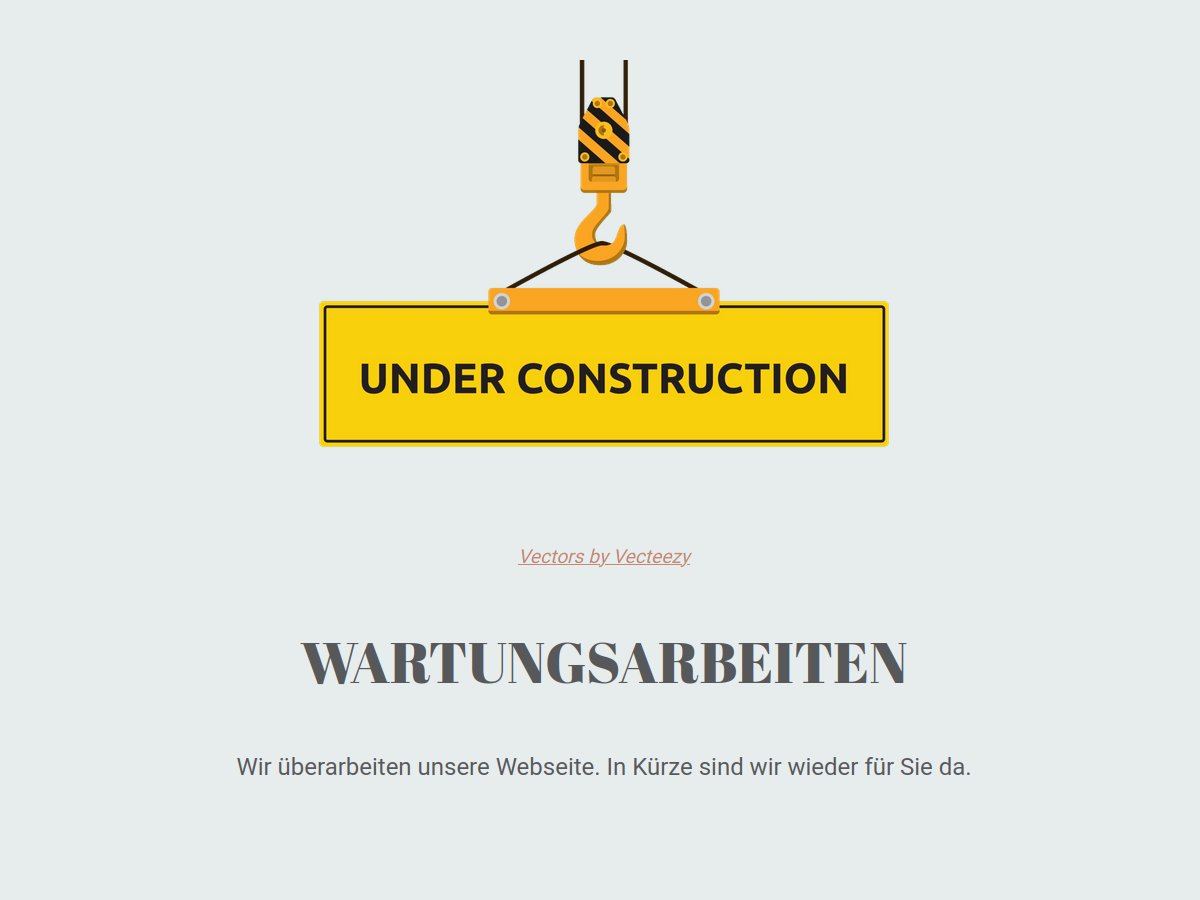 UNDER CONSTRUCTION
Vectors by Vecteezy
WARTUNGSARBEITEN
Wir überarbeiten unsere Webseite. In Kürze sind wir wieder für Sie da.